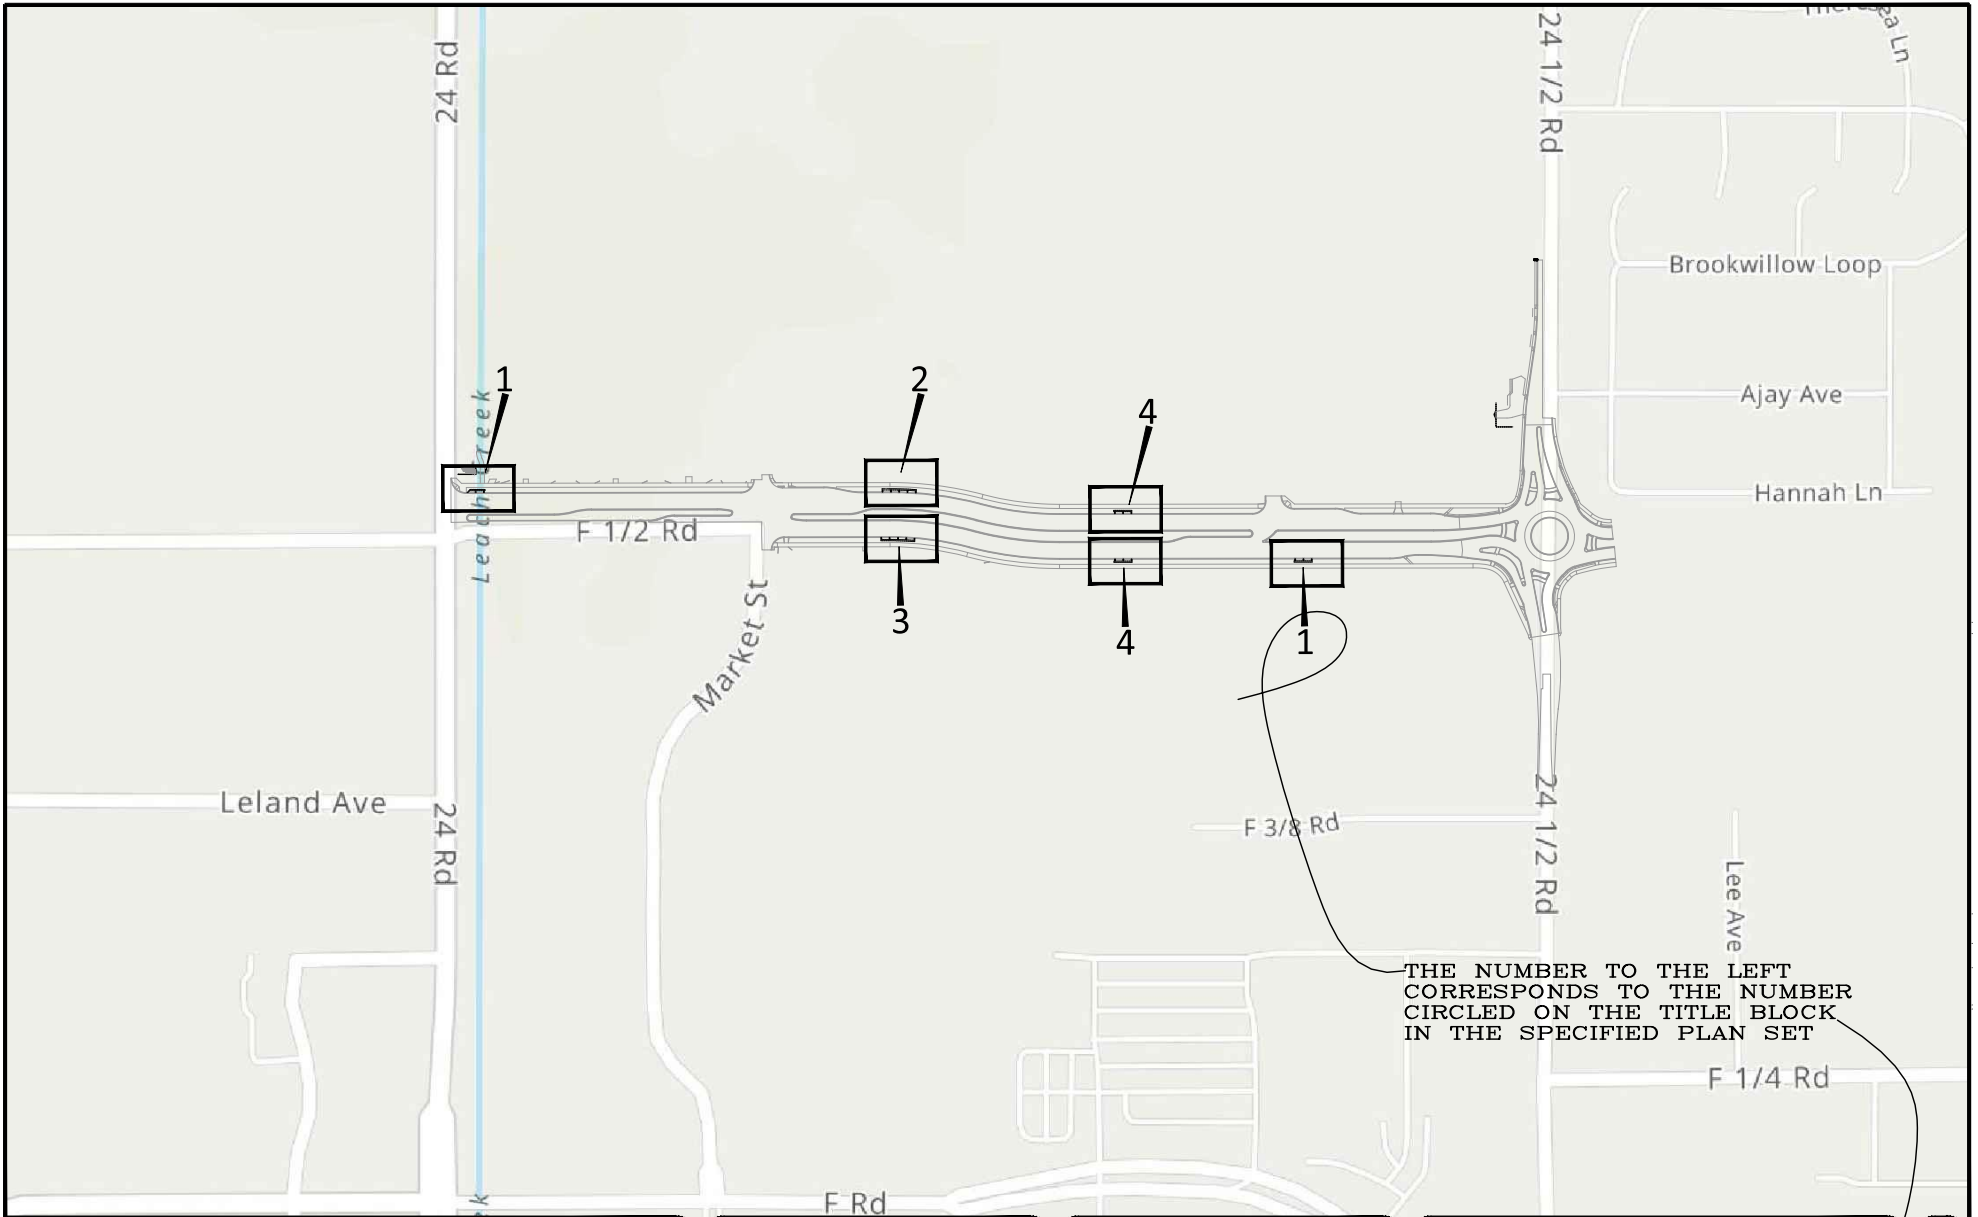 24 Rd
24 1/2 Rd
Brookwillow Loop
1
2
4
Leach Creek
Ajay Ave
Hannah Ln
F 1/2 Rd
3
4
1
Market St
Leland Ave
24 Rd
F 3/8 Rd
24 1/2 Rd
Lee Ave
THE NUMBER TO THE LEFT
CORRESPONDS TO THE NUMBER
CIRCLED ON THE TITLE BLOCK
IN THE SPECIFIED PLAN SET
F 1/4 Rd
F Rd